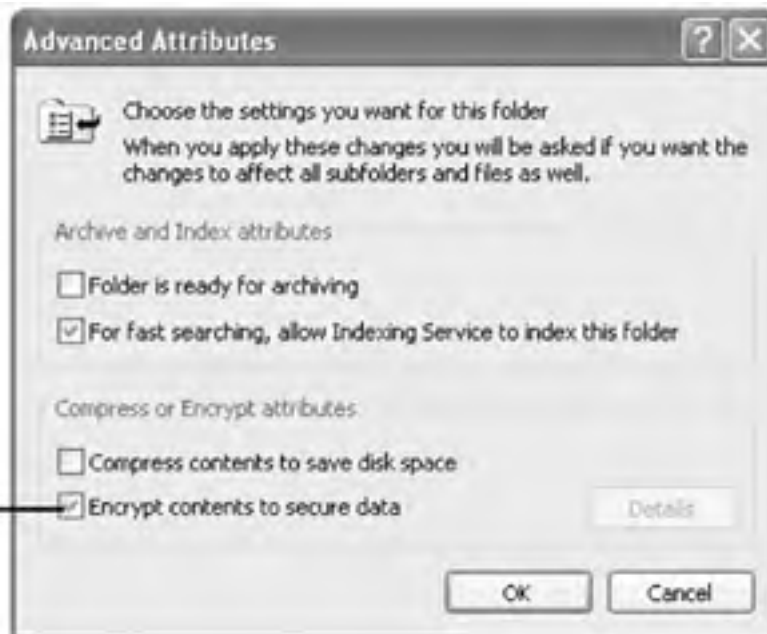 Advanced Attributes
Choose the settings you want for this folder
When you apply these changes you will be asked if you want the
changes to affect all subfolders and files as well.
Archive and Index attributes
Folder is ready for archiving
For fast searching, allow Indexing Service to index this folder
Compress or Encrypt attributes
Compress contents to save disk space
Encrypt contents to secure data
Details
OK
Cancel